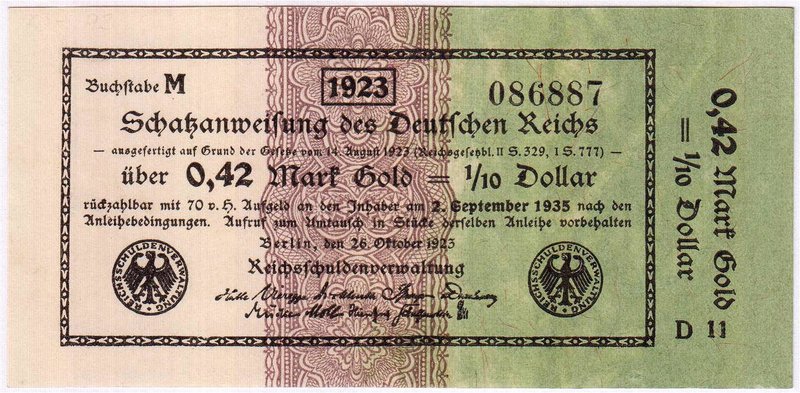 Buchstabe M
1923
086887
Schatzanweisung des Deutschen Reichs
— ausgefertigt auf Grund der Gesetze vom 14. August 1923 (Reichsgesetzbl. II S. 329, I S. 777) —
über 0,42 Mark Gold = 1/10 Dollar
rückzahlbar mit 70 v. H. Aufgeld an den Inhaber am 2. September 1935 nach den
Anleihebedingungen. Aufruf zum Umtausch in Stücke derselben Anleihe vorbehalten
Berlin, den 26. Oktober 1923
Reichsschuldenverwaltung
REICHSSCHULDENVERWALTUNG
REICHSSCHULDENVERWALTUNG
0,42 Mark Gold
= 1/10 Dollar
D 11